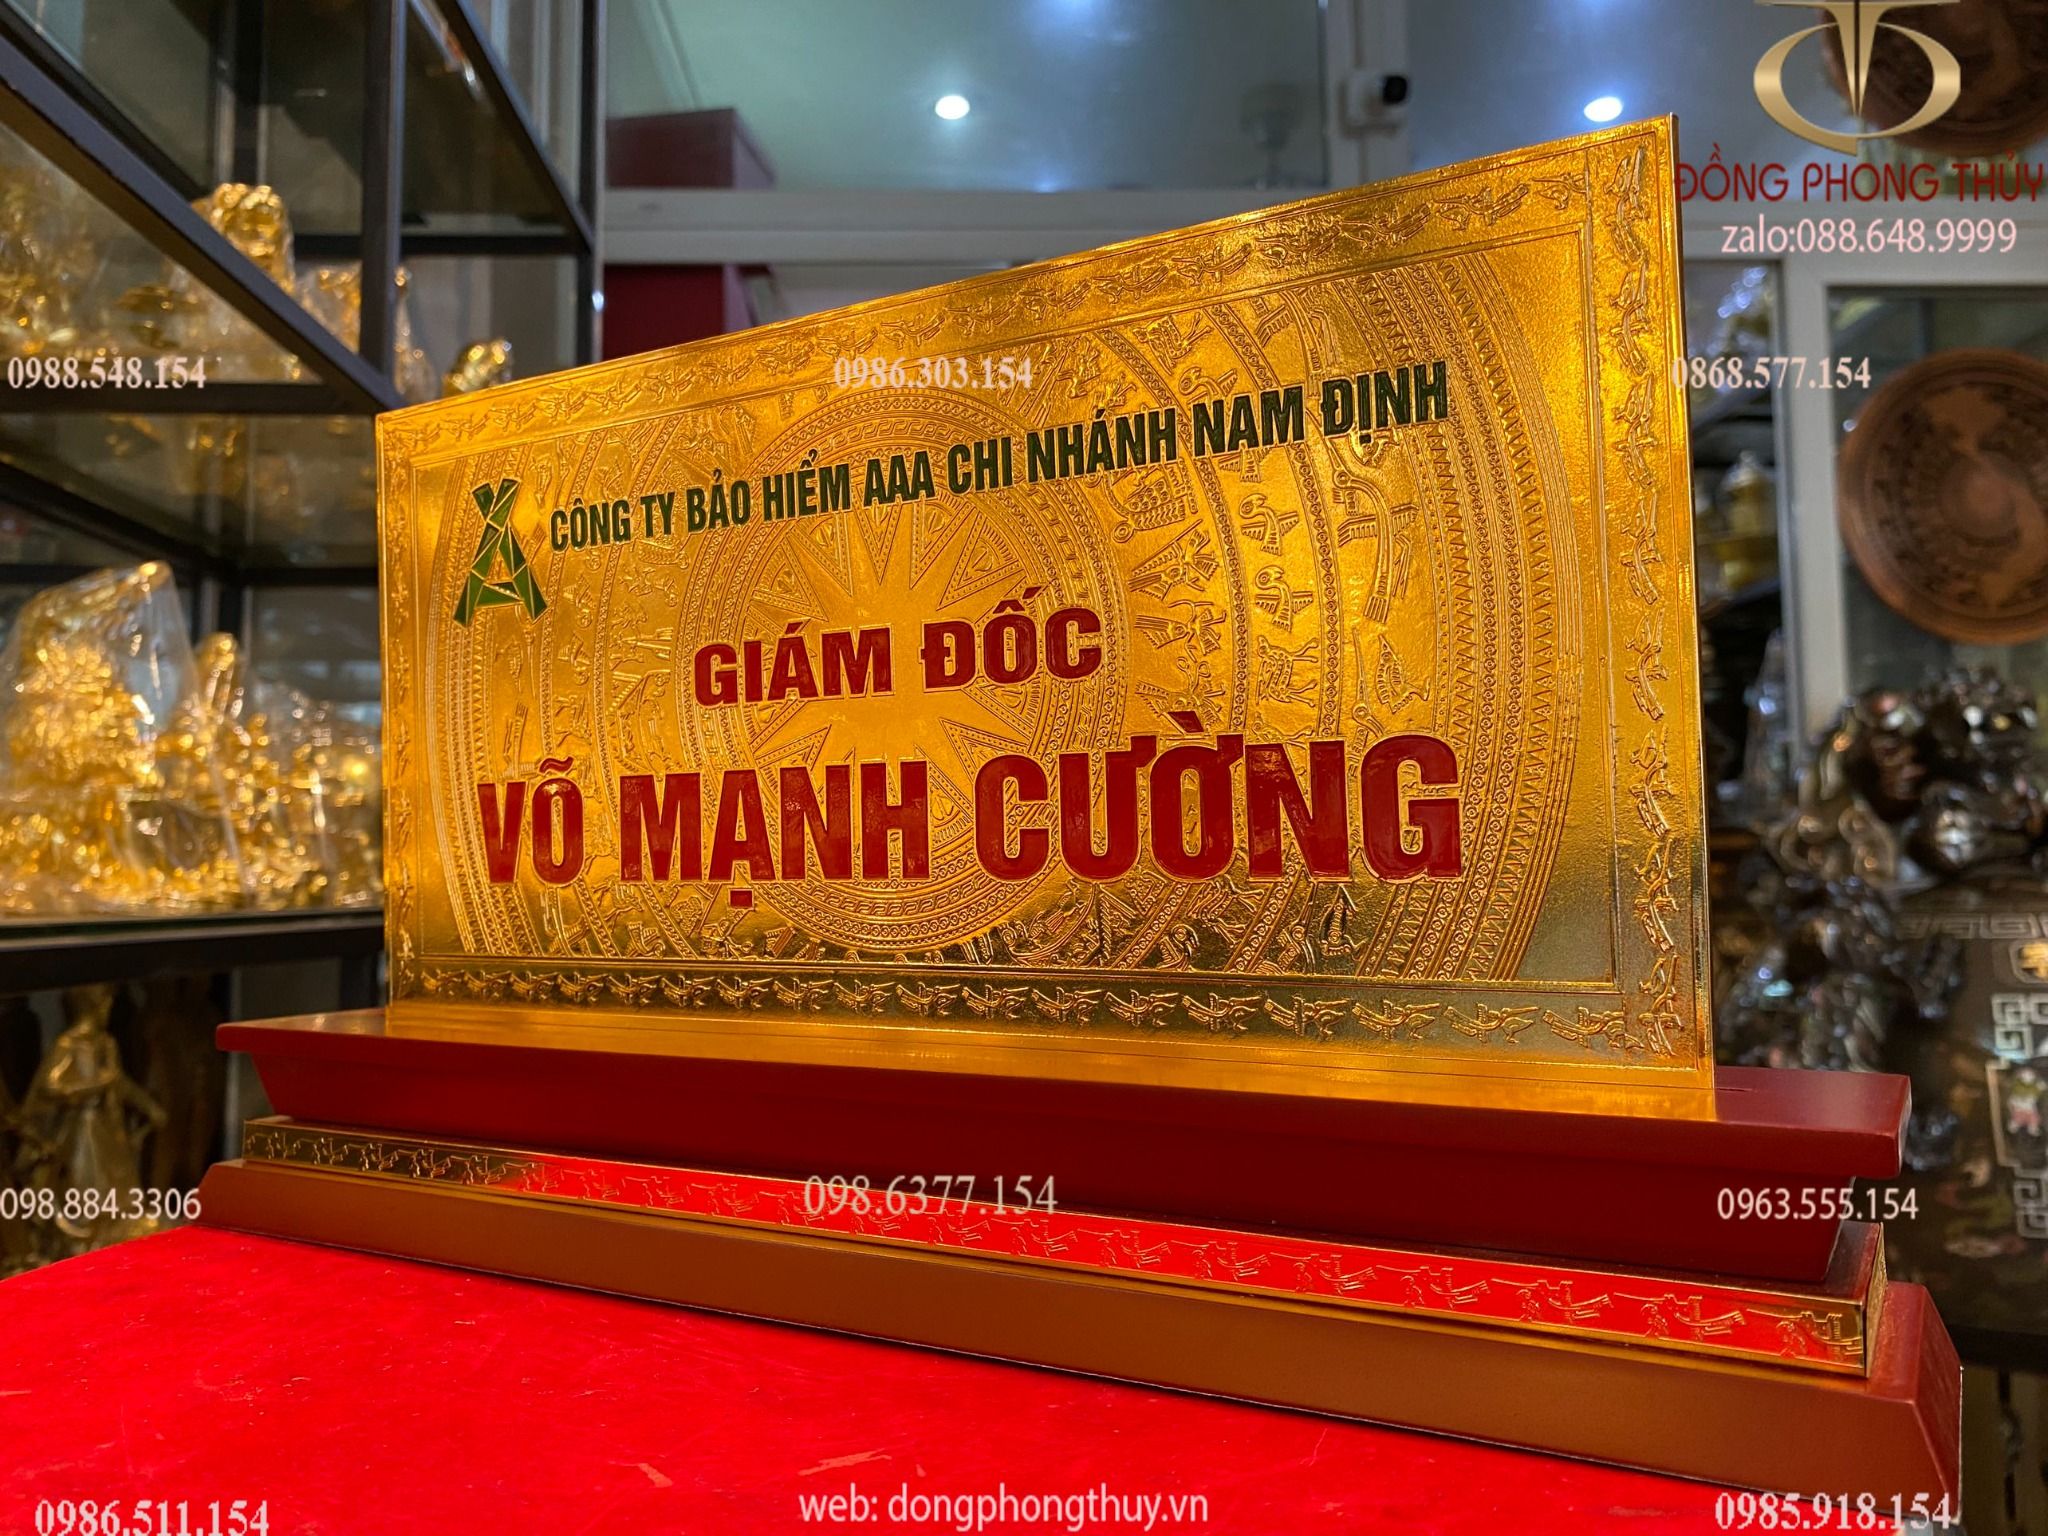 ĐỒNG PHONG THỦY
zalo:088.648.9999
0988.548.154
0986.303.154
0868.577.154
CÔNG TY BẢO HIỂM AAA CHI NHÁNH NAM ĐỊNH
GIÁM ĐỐC
VÕ MẠNH CƯỜNG
098.884.3306
098.6377.154
0963.555.154
0986.511.154
web: dongphongthuy.vn
0985.918.154